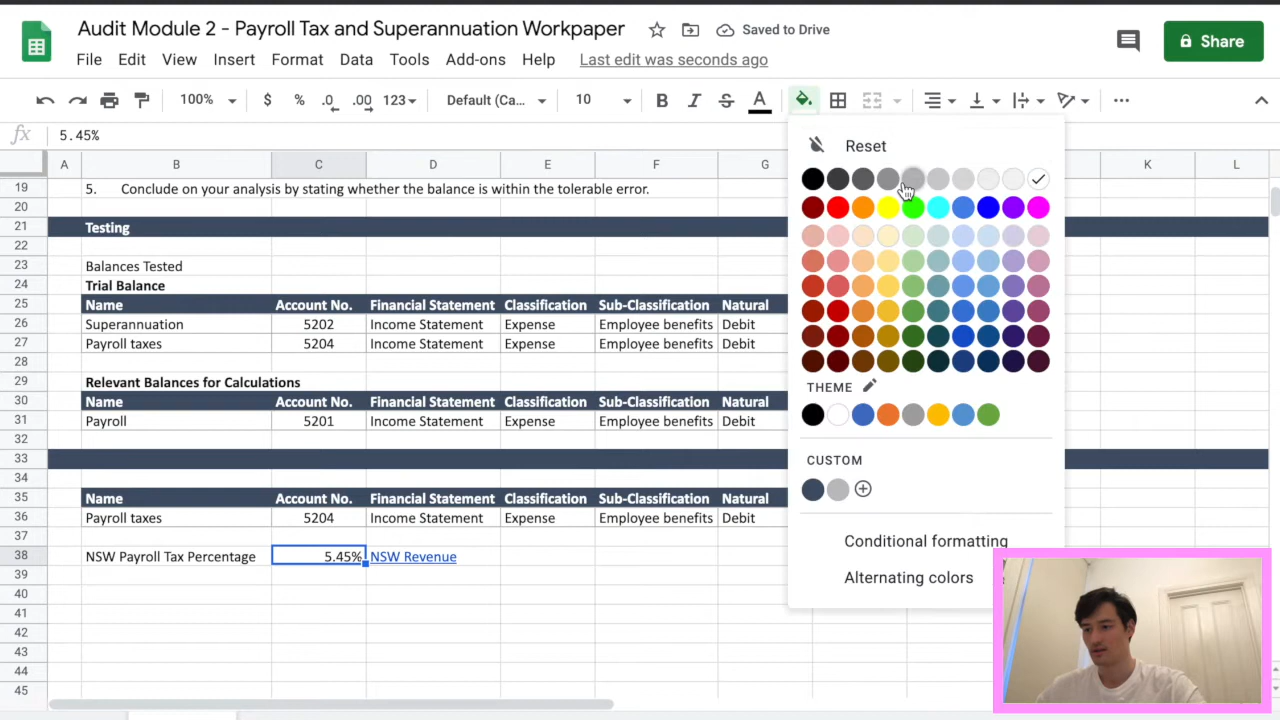 Audit Module 2 - Payroll Tax and Superannuation Workpaper
Saved to Drive
Share
File Edit View Insert Format Data Tools Add-ons Help Last edit was seconds ago
100% $ % .0 .00 123 Default (Ca... 10 B I S A
fx 5.45%
Reset
A B C D E F G K L
19 5. Conclude on your analysis by stating whether the balance is within the tolerable error.
20
21 Testing
22
23 Balances Tested
24 Trial Balance
25 Name Account No. Financial Statement Classification Sub-Classification Natural
26 Superannuation 5202 Income Statement Expense Employee benefits Debit
27 Payroll taxes 5204 Income Statement Expense Employee benefits Debit
28
29 Relevant Balances for Calculations
30 Name Account No. Financial Statement Classification Sub-Classification Natural
31 Payroll 5201 Income Statement Expense Employee benefits Debit
32
33
34
35 Name Account No. Financial Statement Classification Sub-Classification Natural
36 Payroll taxes 5204 Income Statement Expense Employee benefits Debit
37
38 NSW Payroll Tax Percentage 5.45% NSW Revenue
39
40
41
42
43
44
45
THEME
CUSTOM
Conditional formatting
Alternating colors